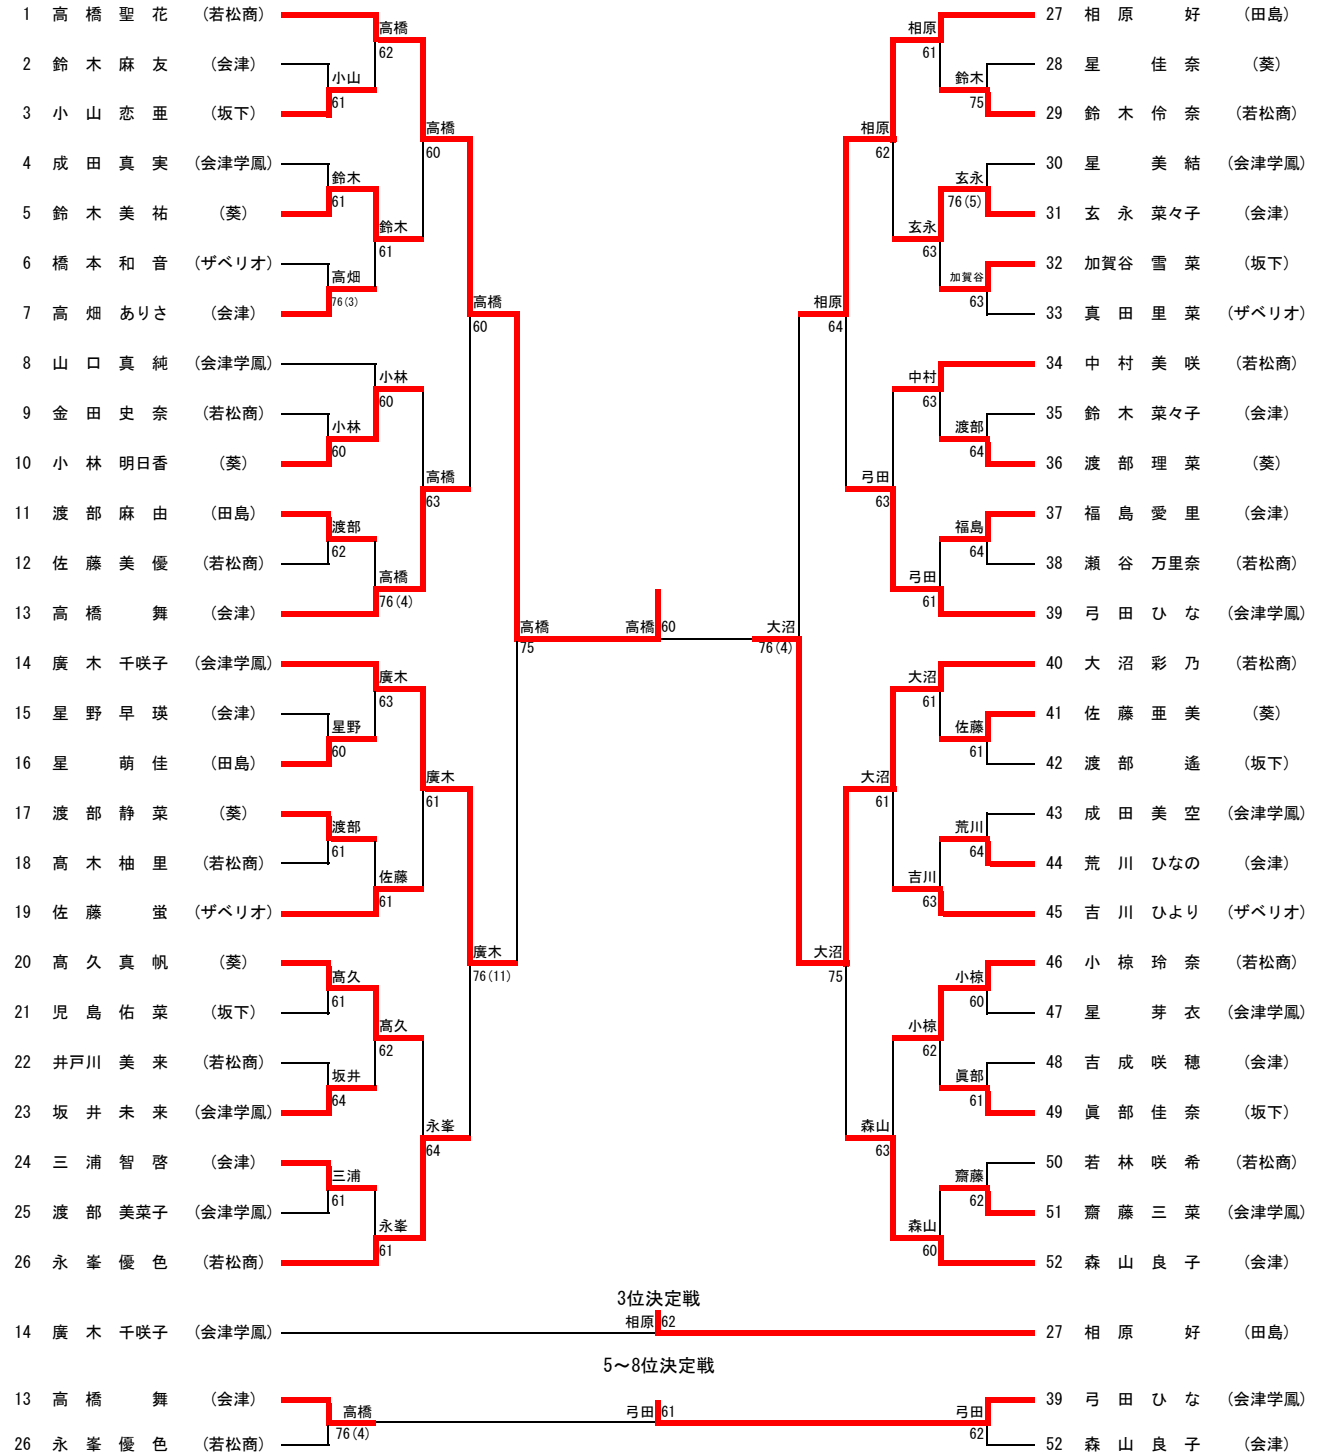 1 高 橋 聖 花 (若松商) 高橋 相原 27 相 原 好 (田島)
62 61
2 鈴 木 麻 友 (会津) 小山 鈴木 28 星 佳 奈 (葵)
61 75
3 小 山 恋 亜 (坂下) 高橋 相原 29 鈴 木 伶 奈 (若松商)
60 62
4 成 田 真 実 (会津学鳳) 鈴木 玄永 30 星 美 結 (会津学鳳)
61 76(5)
5 鈴 木 美 祐 (葵) 鈴木 玄永 31 玄 永 菜々子 (会津)
61 63
6 橋 本 和 音 (ザベリオ) 高畑 加賀谷 32 加賀谷 雪 菜 (坂下)
76(3) 63
7 高 畑 ありさ (会津) 高橋 相原 33 真 田 里 菜 (ザベリオ)
60 64
8 山 口 真 純 (会津学鳳) 小林 中村 34 中 村 美 咲 (若松商)
60 63
9 金 田 史 奈 (若松商) 小林 渡部 35 鈴 木 菜々子 (会津)
60 64
10 小 林 明日香 (葵) 高橋 弓田 36 渡 部 理 菜 (葵)
63 63
11 渡 部 麻 由 (田島) 渡部 福島 37 福 島 愛 里 (会津)
62 64
12 佐 藤 美 優 (若松商) 高橋 弓田 38 瀬 谷 万里奈 (若松商)
76(4) 61
13 高 橋 舞 (会津) 39 弓 田 ひ な (会津学鳳)
高橋 高橋 60 大沼
75 76(4)
14 廣 木 千咲子 (会津学鳳) 廣木 大沼 40 大 沼 彩 乃 (若松商)
63 61
15 星 野 早 瑛 (会津) 星野 佐藤 41 佐 藤 亜 美 (葵)
60 61
16 星 萌 佳 (田島) 廣木 大沼 42 渡 部 遙 (坂下)
61 61
17 渡 部 静 菜 (葵) 渡部 荒川 43 成 田 美 空 (会津学鳳)
61 64
18 髙 木 柚 里 (若松商) 佐藤 吉川 44 荒 川 ひなの (会津)
61 63
19 佐 藤 蛍 (ザベリオ) 45 吉 川 ひより (ザベリオ)
廣木 大沼
76(11) 75
20 髙 久 真 帆 (葵) 髙久 小椋 46 小 椋 玲 奈 (若松商)
61 60
21 児 島 佑 菜 (坂下) 髙久 小椋 47 星 芽 衣 (会津学鳳)
62 62
22 井戸川 美 来 (若松商) 坂井 眞部 48 吉 成 咲 穂 (会津)
64 61
23 坂 井 未 来 (会津学鳳) 永峯 森山 49 眞 部 佳 奈 (坂下)
64 63
24 三 浦 智 啓 (会津) 三浦 齋藤 50 若 林 咲 希 (若松商)
61 62
25 渡 部 美菜子 (会津学鳳) 永峯 森山 51 齋 藤 三 菜 (会津学鳳)
61 60
26 永 峯 優 色 (若松商) 52 森 山 良 子 (会津)
3位決定戦
14 廣 木 千咲子 (会津学鳳) 相原 62 27 相 原 好 (田島)
5～8位決定戦
13 高 橋 舞 (会津) 高橋 弓田 61 弓田 39 弓 田 ひ な (会津学鳳)
76(4) 62
26 永 峯 優 色 (若松商) 52 森 山 良 子 (会津)